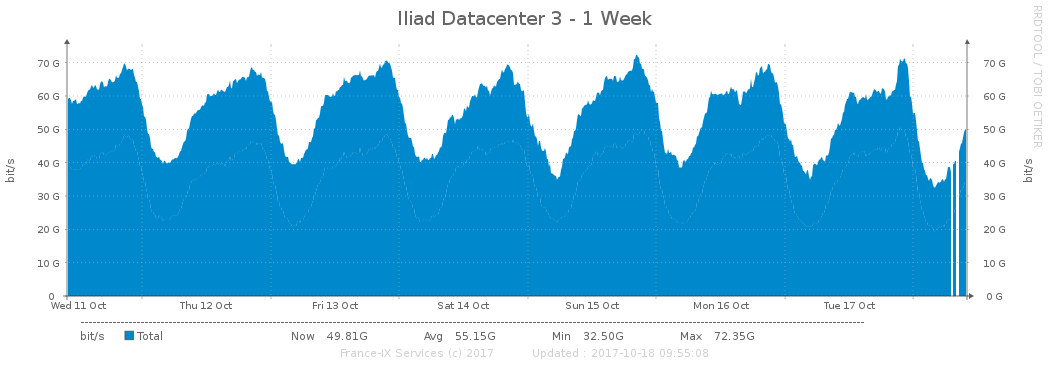 Iliad Datacenter 3 - 1 Week
RRDTOOL / TOBI OETIKER
70 G 70 G
60 G 60 G
50 G 50 G
40 G 40 G
30 G 30 G
20 G 20 G
10 G 10 G
0 0 G
bit/s
bit/s
Wed 11 Oct Thu 12 Oct Fri 13 Oct Sat 14 Oct Sun 15 Oct Mon 16 Oct Tue 17 Oct
bit/s Total Now 49.81G Avg 55.15G Min 32.50G Max 72.35G
France-IX Services (c) 2017 Updated : 2017-10-18 09:55:08